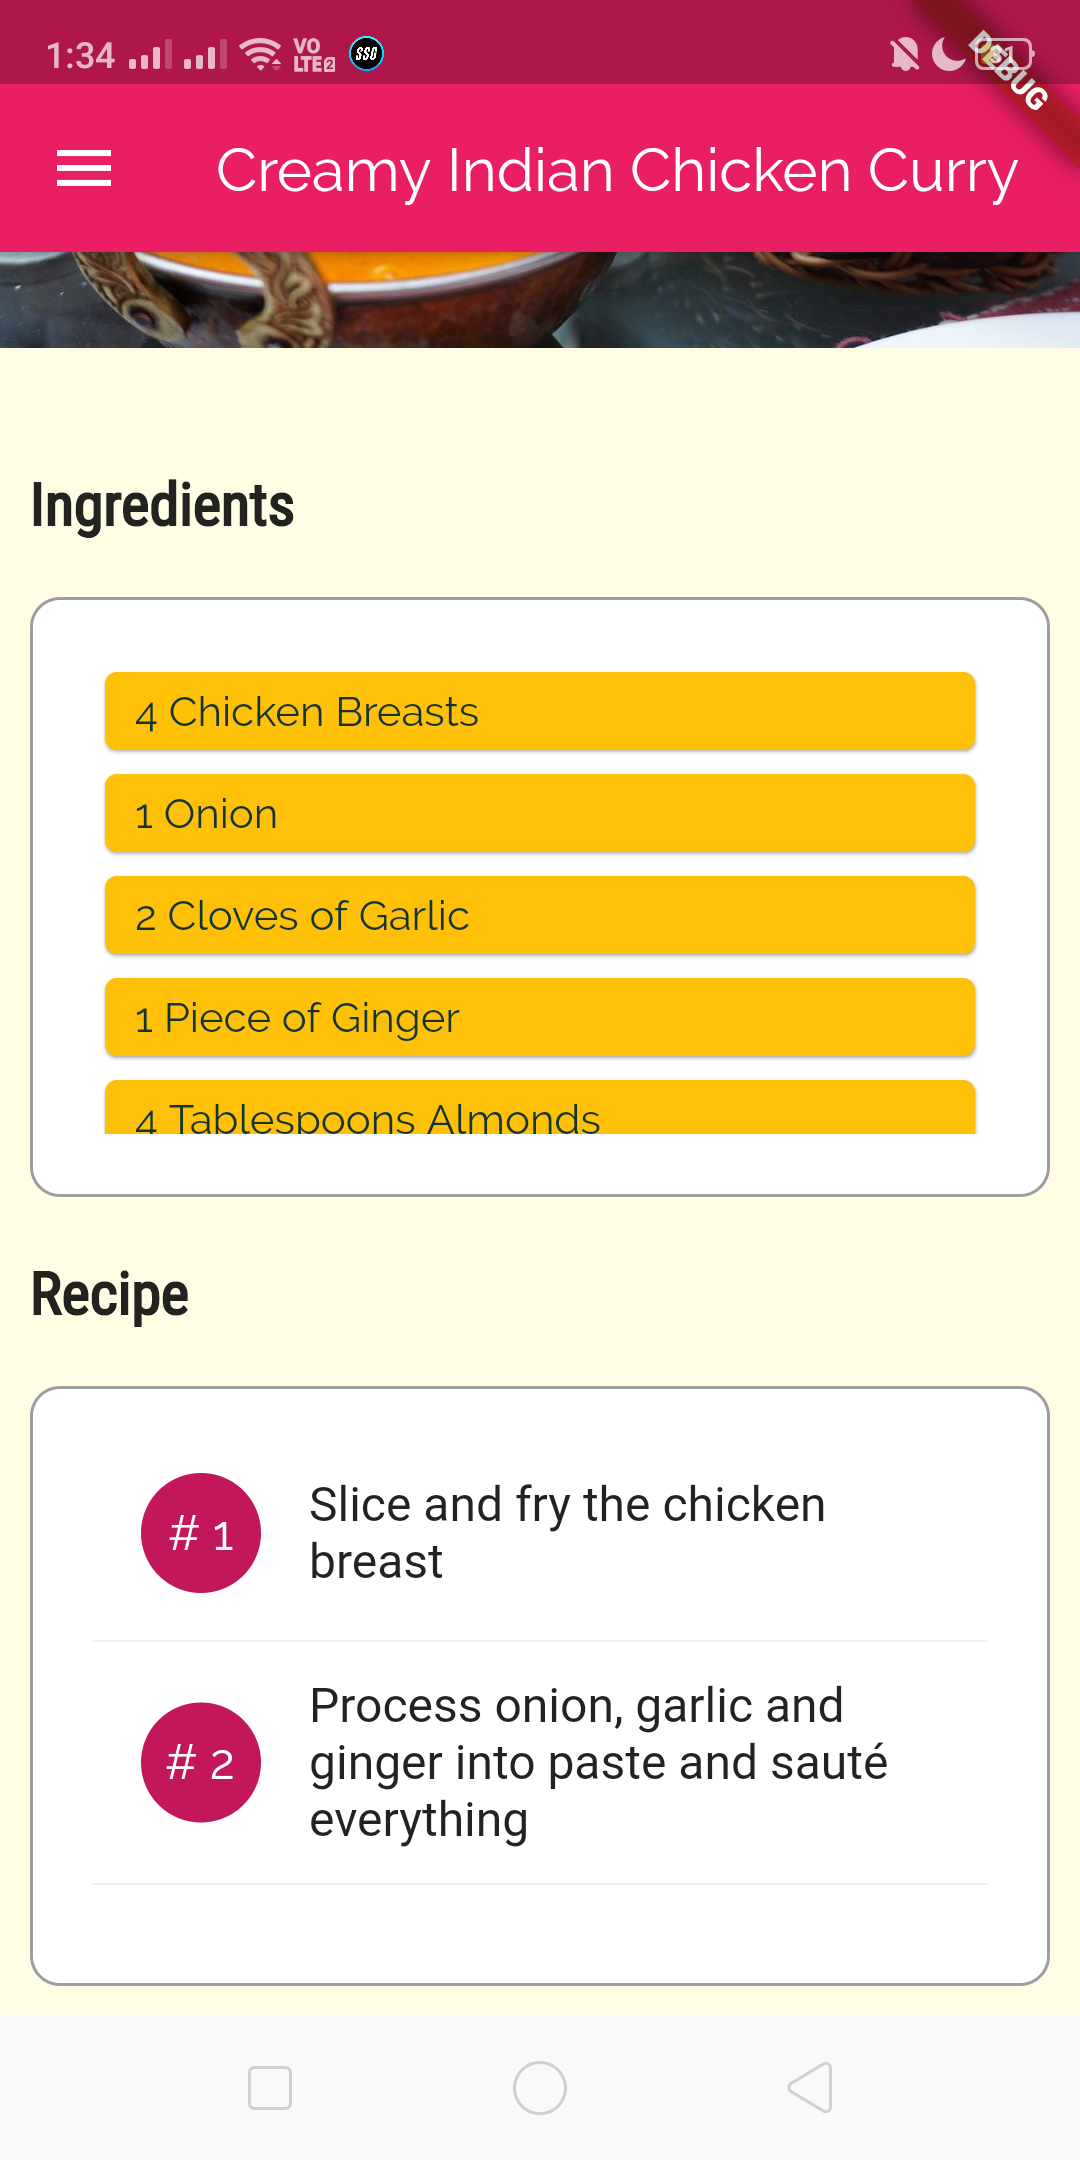 1:34 VO LTE2 SSG 51
DEBUG
Creamy Indian Chicken Curry
Ingredients
4 Chicken Breasts
1 Onion
2 Cloves of Garlic
1 Piece of Ginger
4 Tablespoons Almonds
Recipe
# 1
Slice and fry the chicken
breast
# 2
Process onion, garlic and
ginger into paste and sauté
everything